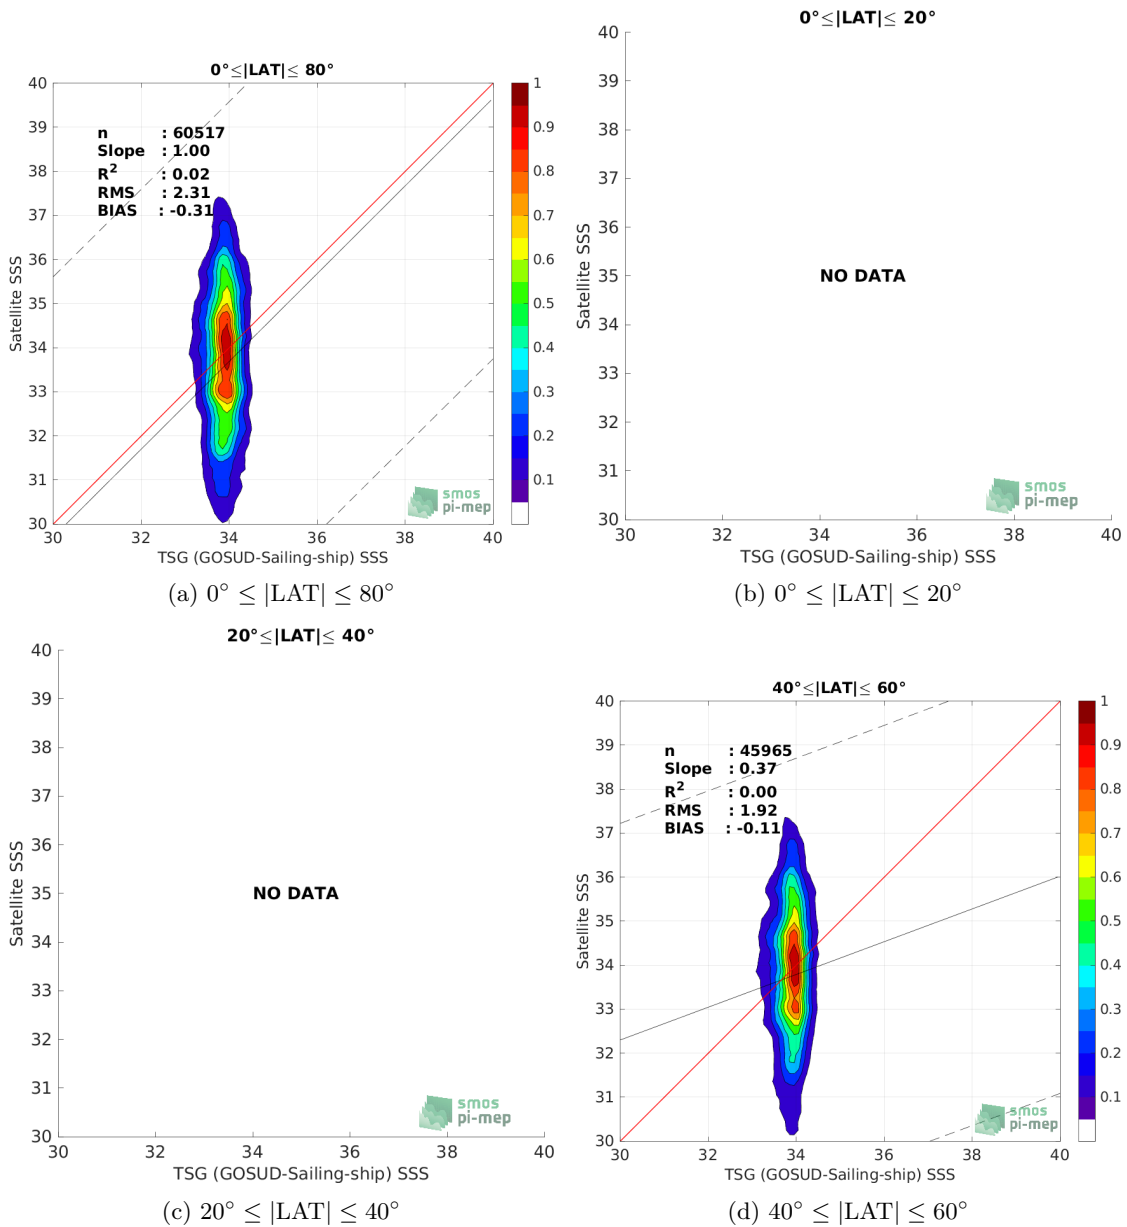 0°≤|LAT|≤ 80°
40
39
38
37
36
35
34
33
32
31
30
Satellite SSS
n : 60517
Slope : 1.00
R² : 0.02
RMS : 2.31
BIAS : -0.31
1
0.9
0.8
0.7
0.6
0.5
0.4
0.3
0.2
0.1
smos
pi-mep
30 32 34 36 38 40
TSG (GOSUD-Sailing-ship) SSS
(a) 0° ≤ |LAT| ≤ 80°
0°≤|LAT|≤ 20°
40
39
38
37
36
35
34
33
32
31
30
Satellite SSS
NO DATA
smos
pi-mep
30 32 34 36 38 40
TSG (GOSUD-Sailing-ship) SSS
(b) 0° ≤ |LAT| ≤ 20°
20°≤|LAT|≤ 40°
40
39
38
37
36
35
34
33
32
31
30
Satellite SSS
NO DATA
smos
pi-mep
30 32 34 36 38 40
TSG (GOSUD-Sailing-ship) SSS
(c) 20° ≤ |LAT| ≤ 40°
40°≤|LAT|≤ 60°
40
39
38
37
36
35
34
33
32
31
30
Satellite SSS
n : 45965
Slope : 0.37
R² : 0.00
RMS : 1.92
BIAS : -0.11
1
0.9
0.8
0.7
0.6
0.5
0.4
0.3
0.2
0.1
smos
pi-mep
30 32 34 36 38 40
TSG (GOSUD-Sailing-ship) SSS
(d) 40° ≤ |LAT| ≤ 60°